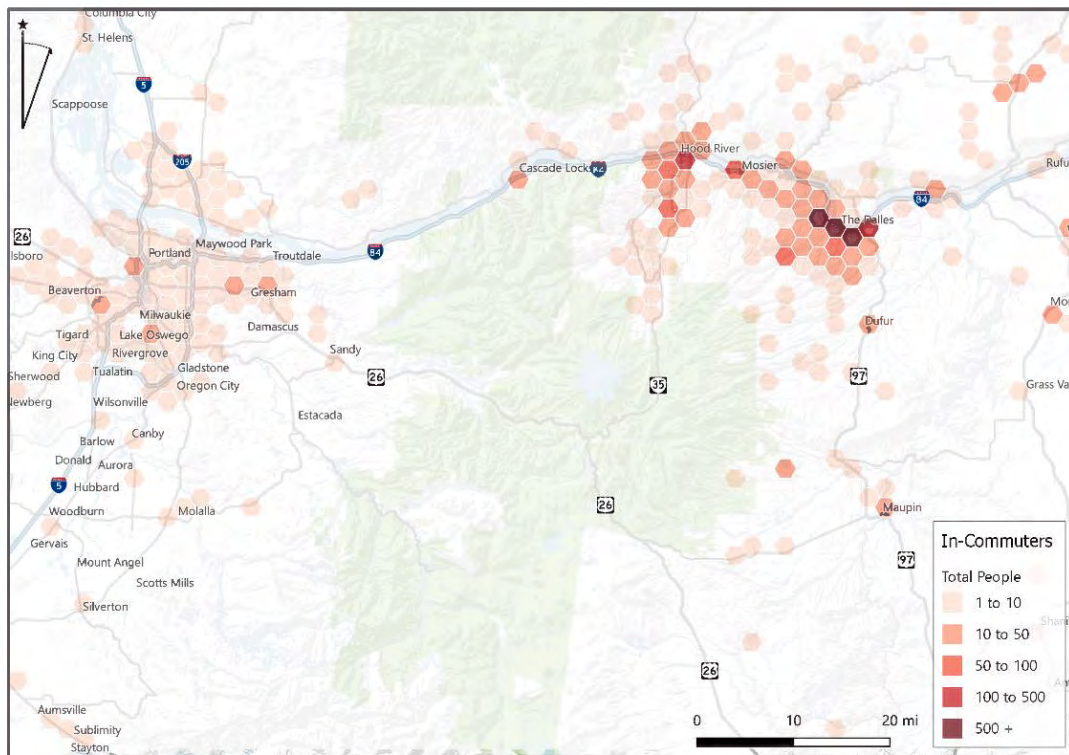 Columbia City
St. Helens
5
Scappoose
205
Hood River
Cascade Locks
Mosier
Rufu
84
The Dalles
26
Maywood Park
Portland
Troutdale
84
lsboro
Beaverton
Gresham
Milwaukie
Damascus
Tigard
Lake Oswego
Dufur
King City
Rivergrove
Sandy
Sherwood
Tualatin
Gladstone
26
97
35
Oregon City
Grass Va
Newberg
Wilsonville
Estacada
Canby
Barlow
Donald
Aurora
5
Hubbard
26
Woodburn
Molalla
Maupin
Gervais
In-Commuters
97
Mount Angel
Total People
Scotts Mills
1 to 10
Silverton
10 to 50
50 to 100
26
100 to 500
Aumsville
0 10 20 mi
Sublimity
500 +
Stayton